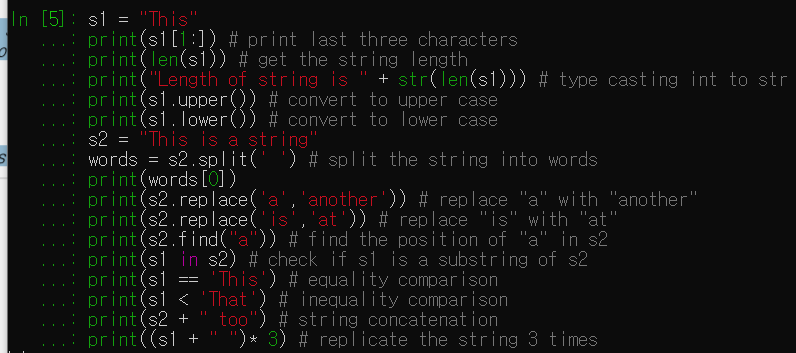 In [5]: s1 = "This"
...: print(s1[1:]) # print last three characters
...: print(len(s1)) # get the string length
...: print("Length of string is " + str(len(s1))) # type casting int to str
...: print(s1.upper()) # convert to upper case
...: print(s1.lower()) # convert to lower case
...: s2 = "This is a string"
...: words = s2.split(' ') # split the string into words
...: print(words[0])
...: print(s2.replace('a','another')) # replace "a" with "another"
...: print(s2.replace('is','at')) # replace "is" with "at"
...: print(s2.find("a")) # find the position of "a" in s2
...: print(s1 in s2) # check if s1 is a substring of s2
...: print(s1 == 'This') # equality comparison
...: print(s1 < 'That') # inequality comparison
...: print(s2 + " too") # string concatenation
...: print((s1 + " ")* 3) # replicate the string 3 times